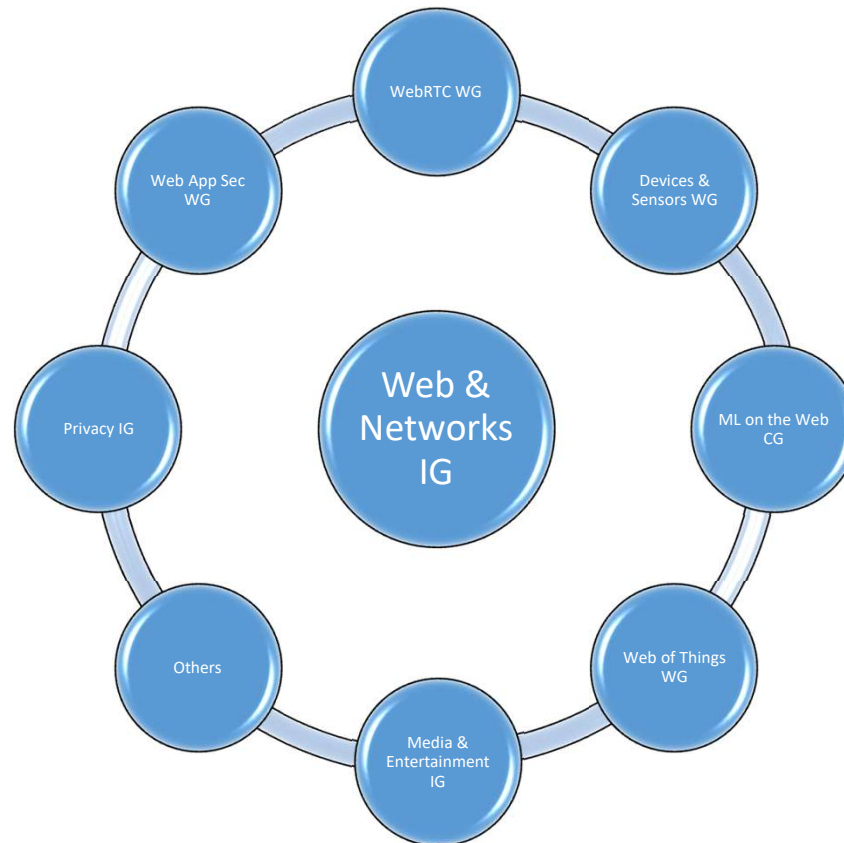 WebRTC WG
Devices &
Sensors WG
ML on the Web
CG
Web of Things
WG
Media &
Entertainment
IG
Others
Privacy IG
Web App Sec
WG
Web &
Networks
IG